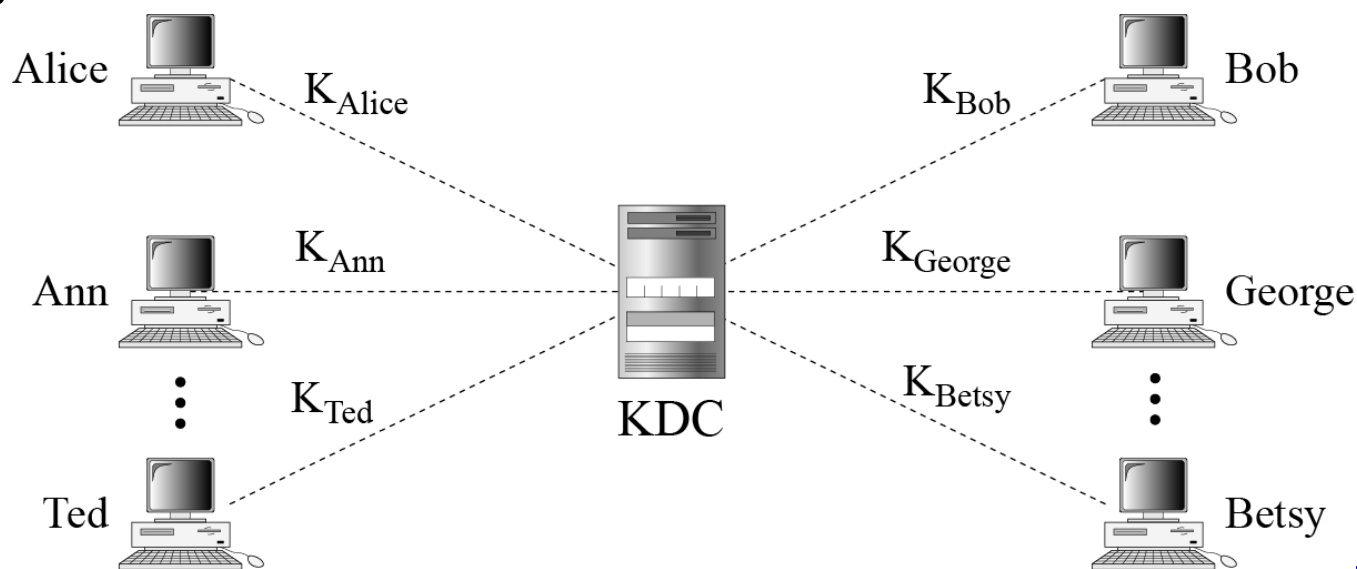 Alice
K_Alice
K_Bob
Bob
Ann
K_Ann
K_George
George
K_Ted
KDC
K_Betsy
Ted
Betsy